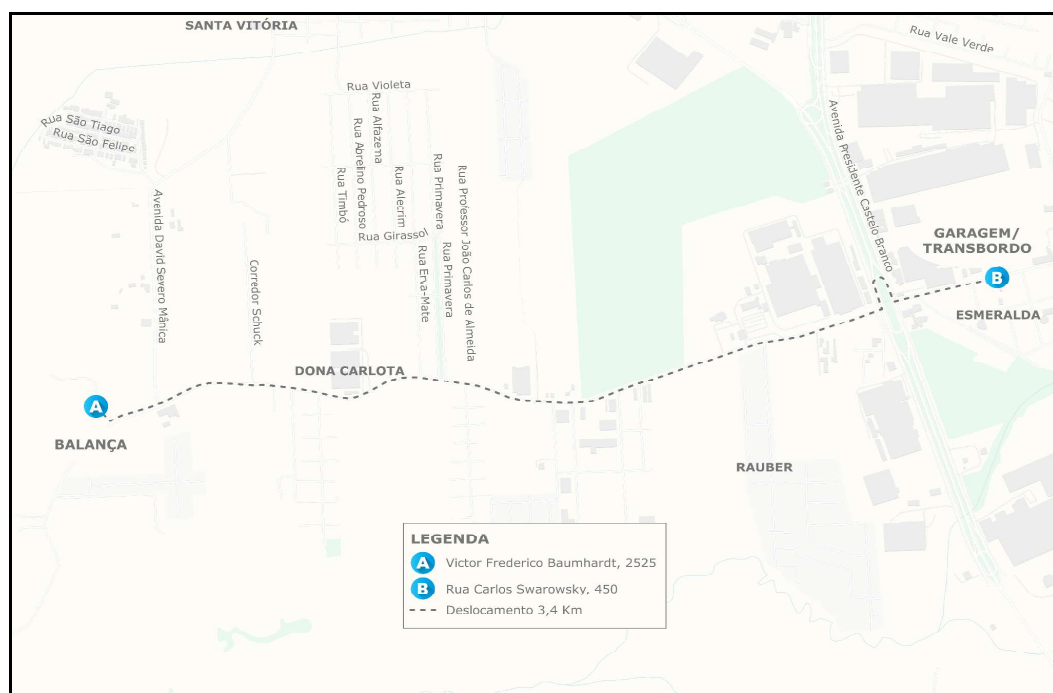 SANTA VITÓRIA
Rua Vale Verde
Rua Violeta
Rua São Tiago
Rua São Felipe
Rua Alfazema
Rua Abrelino Pedroso
Avenida Presidente Castelo Branco
Rua Timbó
Rua Alecrim
Rua Primavera
Rua Professor João Carlos de Almeida
Avenida David Severo Mânica
Rua Girassol
GARAGEM/
TRANSBORDO
B
Corredor Schuck
Rua Erva-Mate
Rua Primavera
ESMERALDA
DONA CARLOTA
A
BALANÇA
RAUBER
LEGENDA
A Victor Frederico Baumhardt, 2525
B Rua Carlos Swarowsky, 450
Deslocamento 3,4 Km